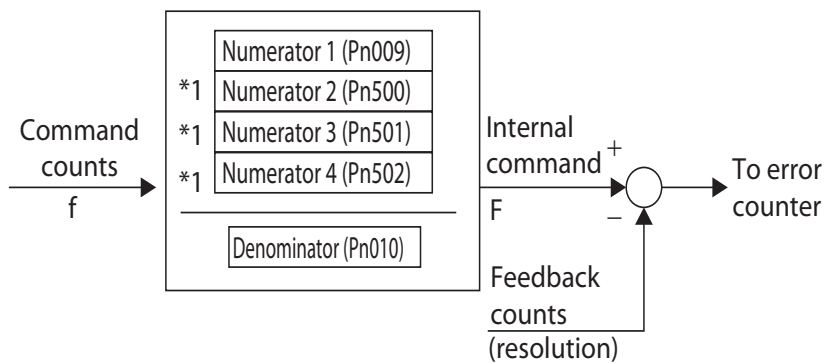 Command
counts
f
Numerator 1 (Pn009)
*1 Numerator 2 (Pn500)
*1 Numerator 3 (Pn501)
*1 Numerator 4 (Pn502)
Denominator (Pn010)
Internal
command
F
+
−
To error
counter
Feedback
counts
(resolution)